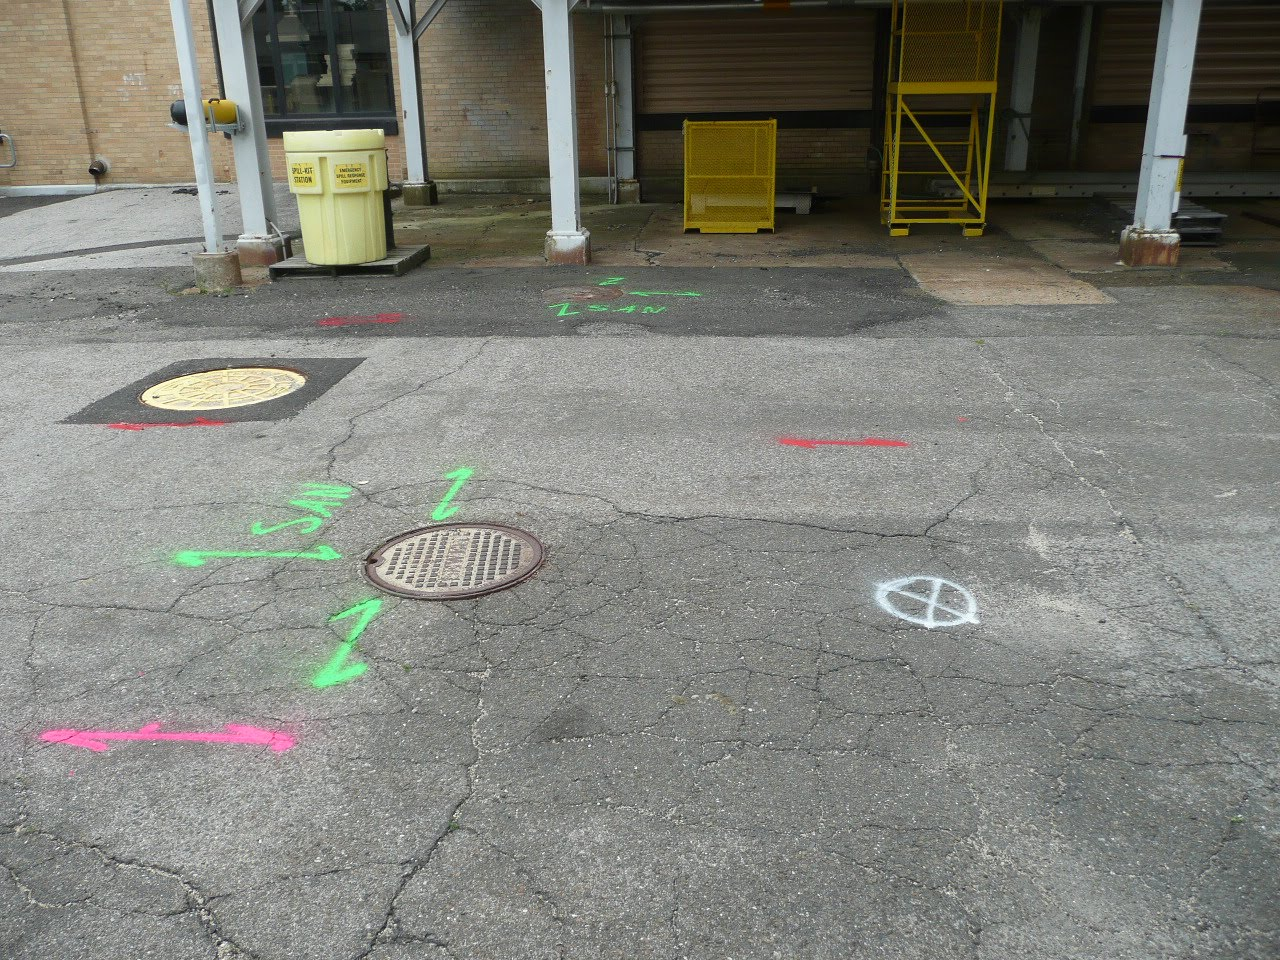 SPILL-KIT
STATION
EMERGENCY
SPILL RESPONSE
EQUIPMENT
SAN
SAN